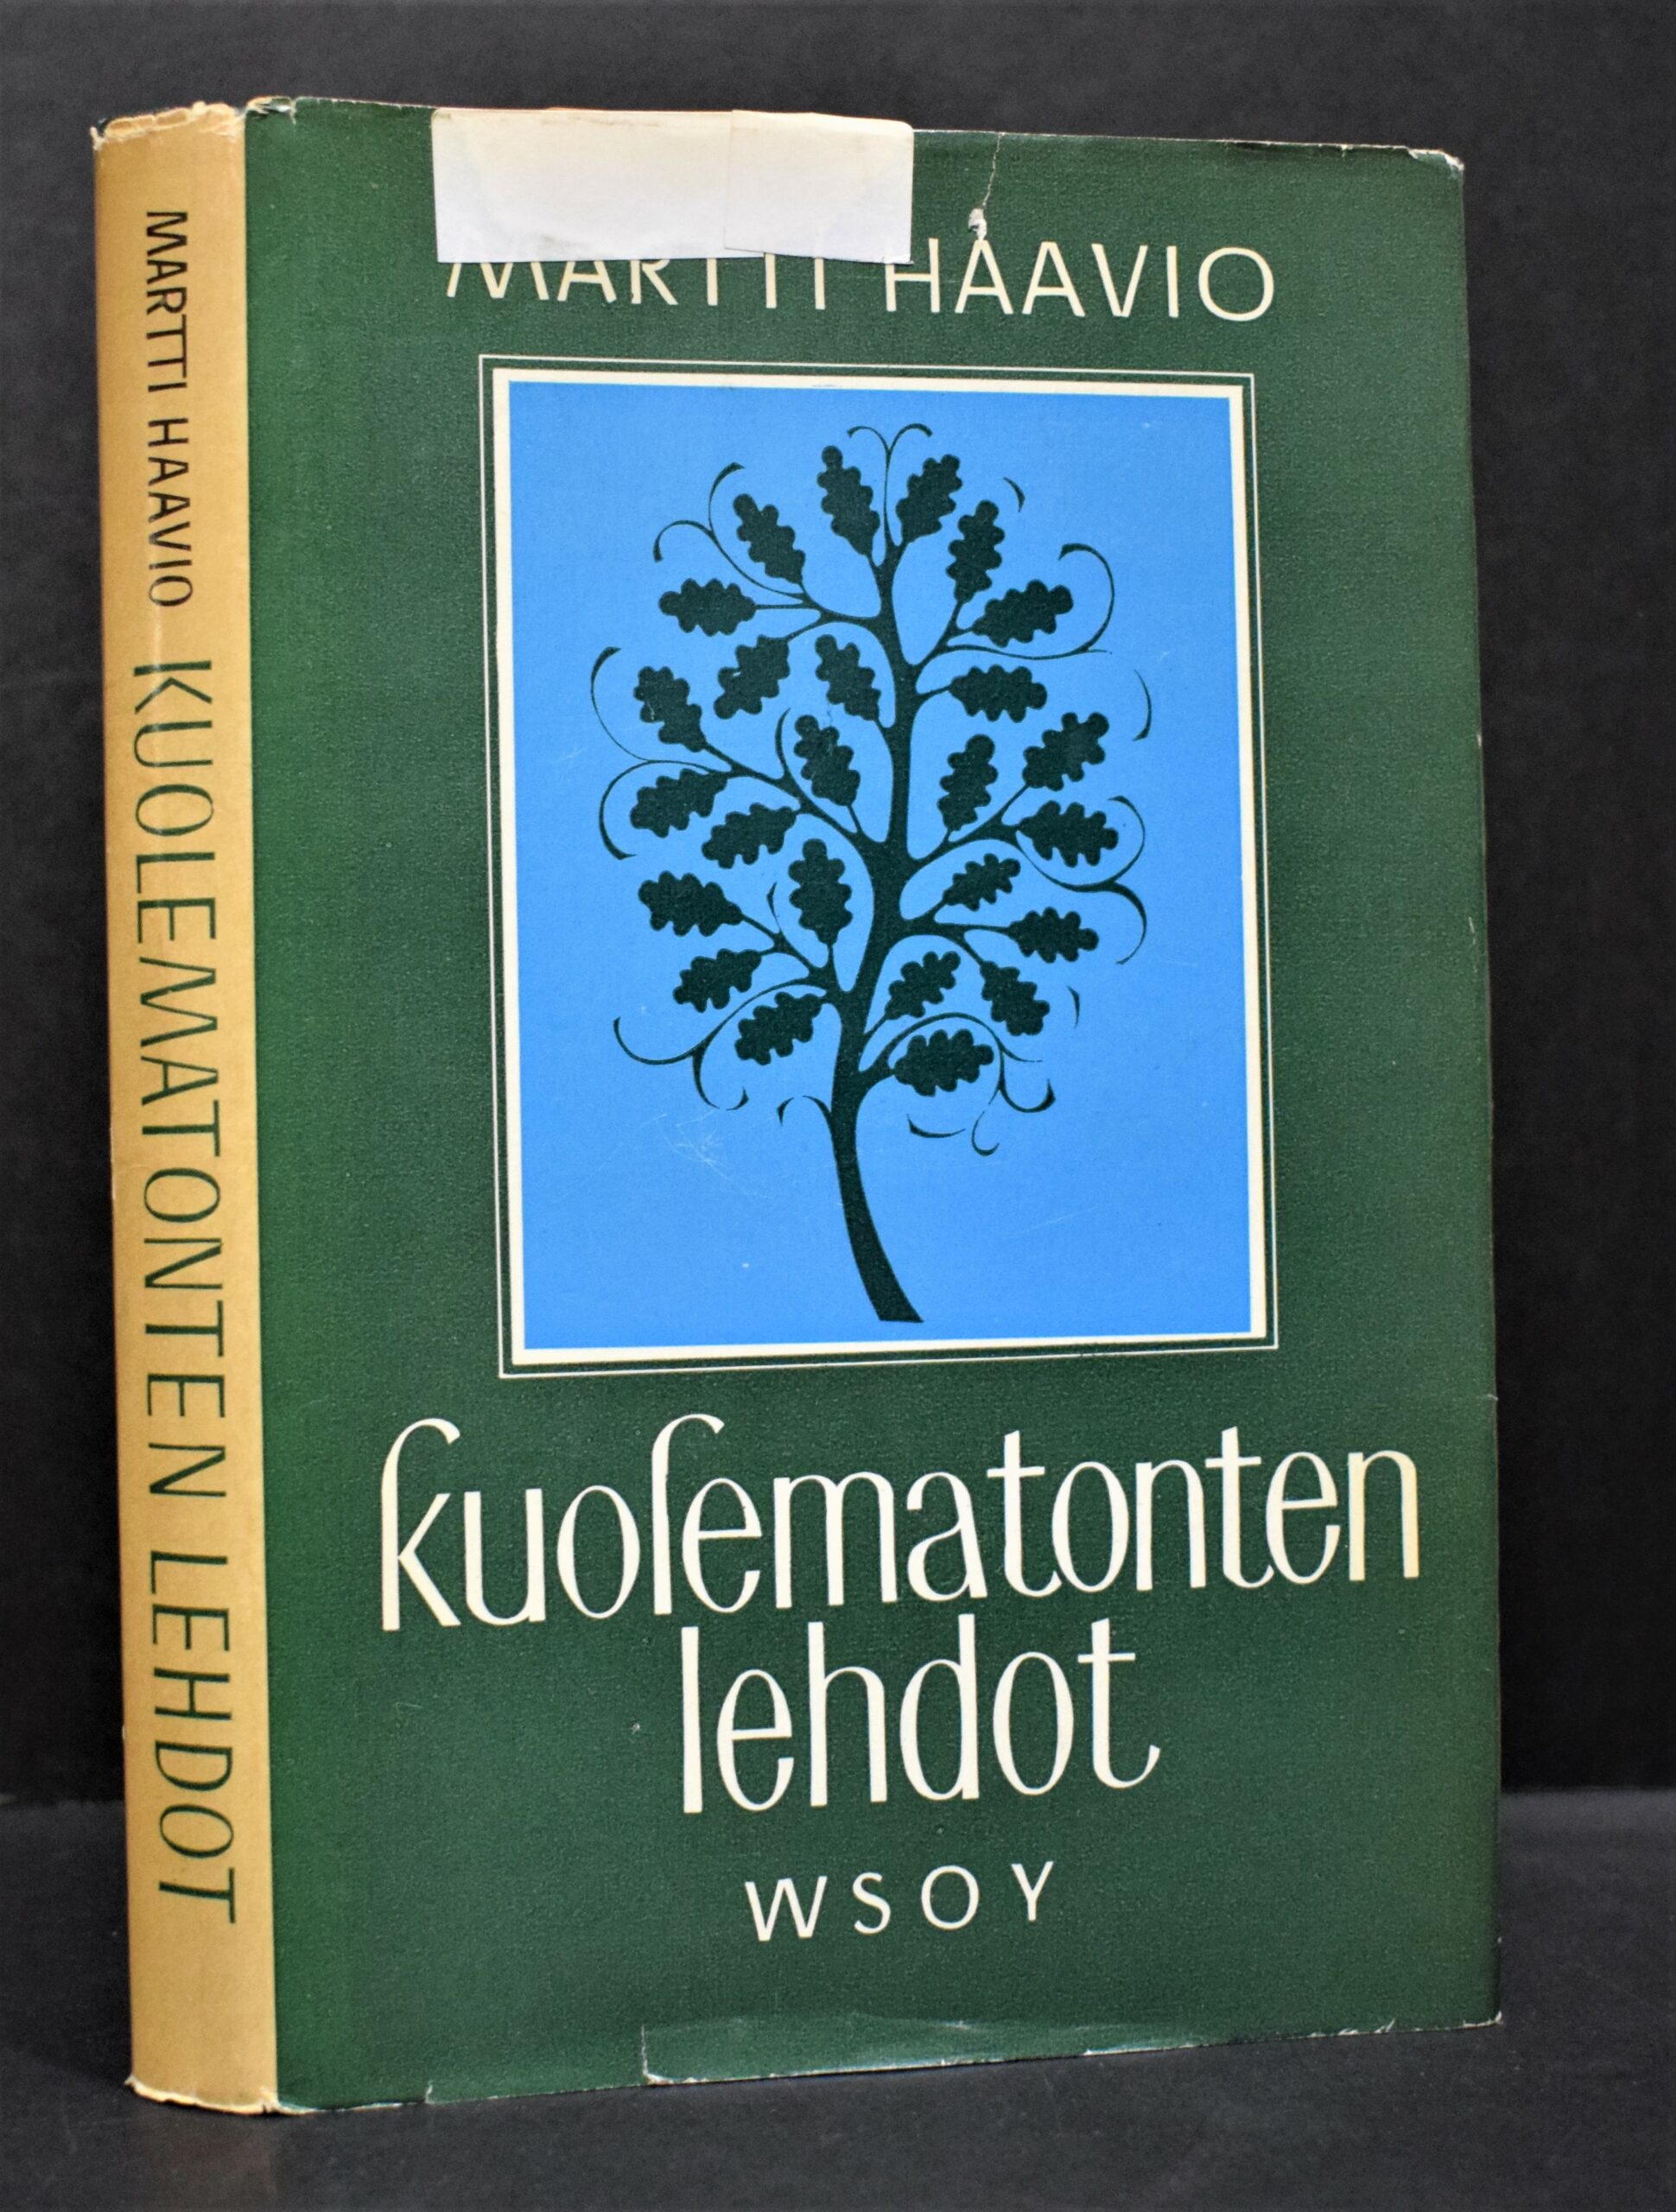 MARTTI HAAVIO KUOLEMATONTEN LEHDOT
MARTTI HAAVIO
kuolematonten
lehdot
WSOY